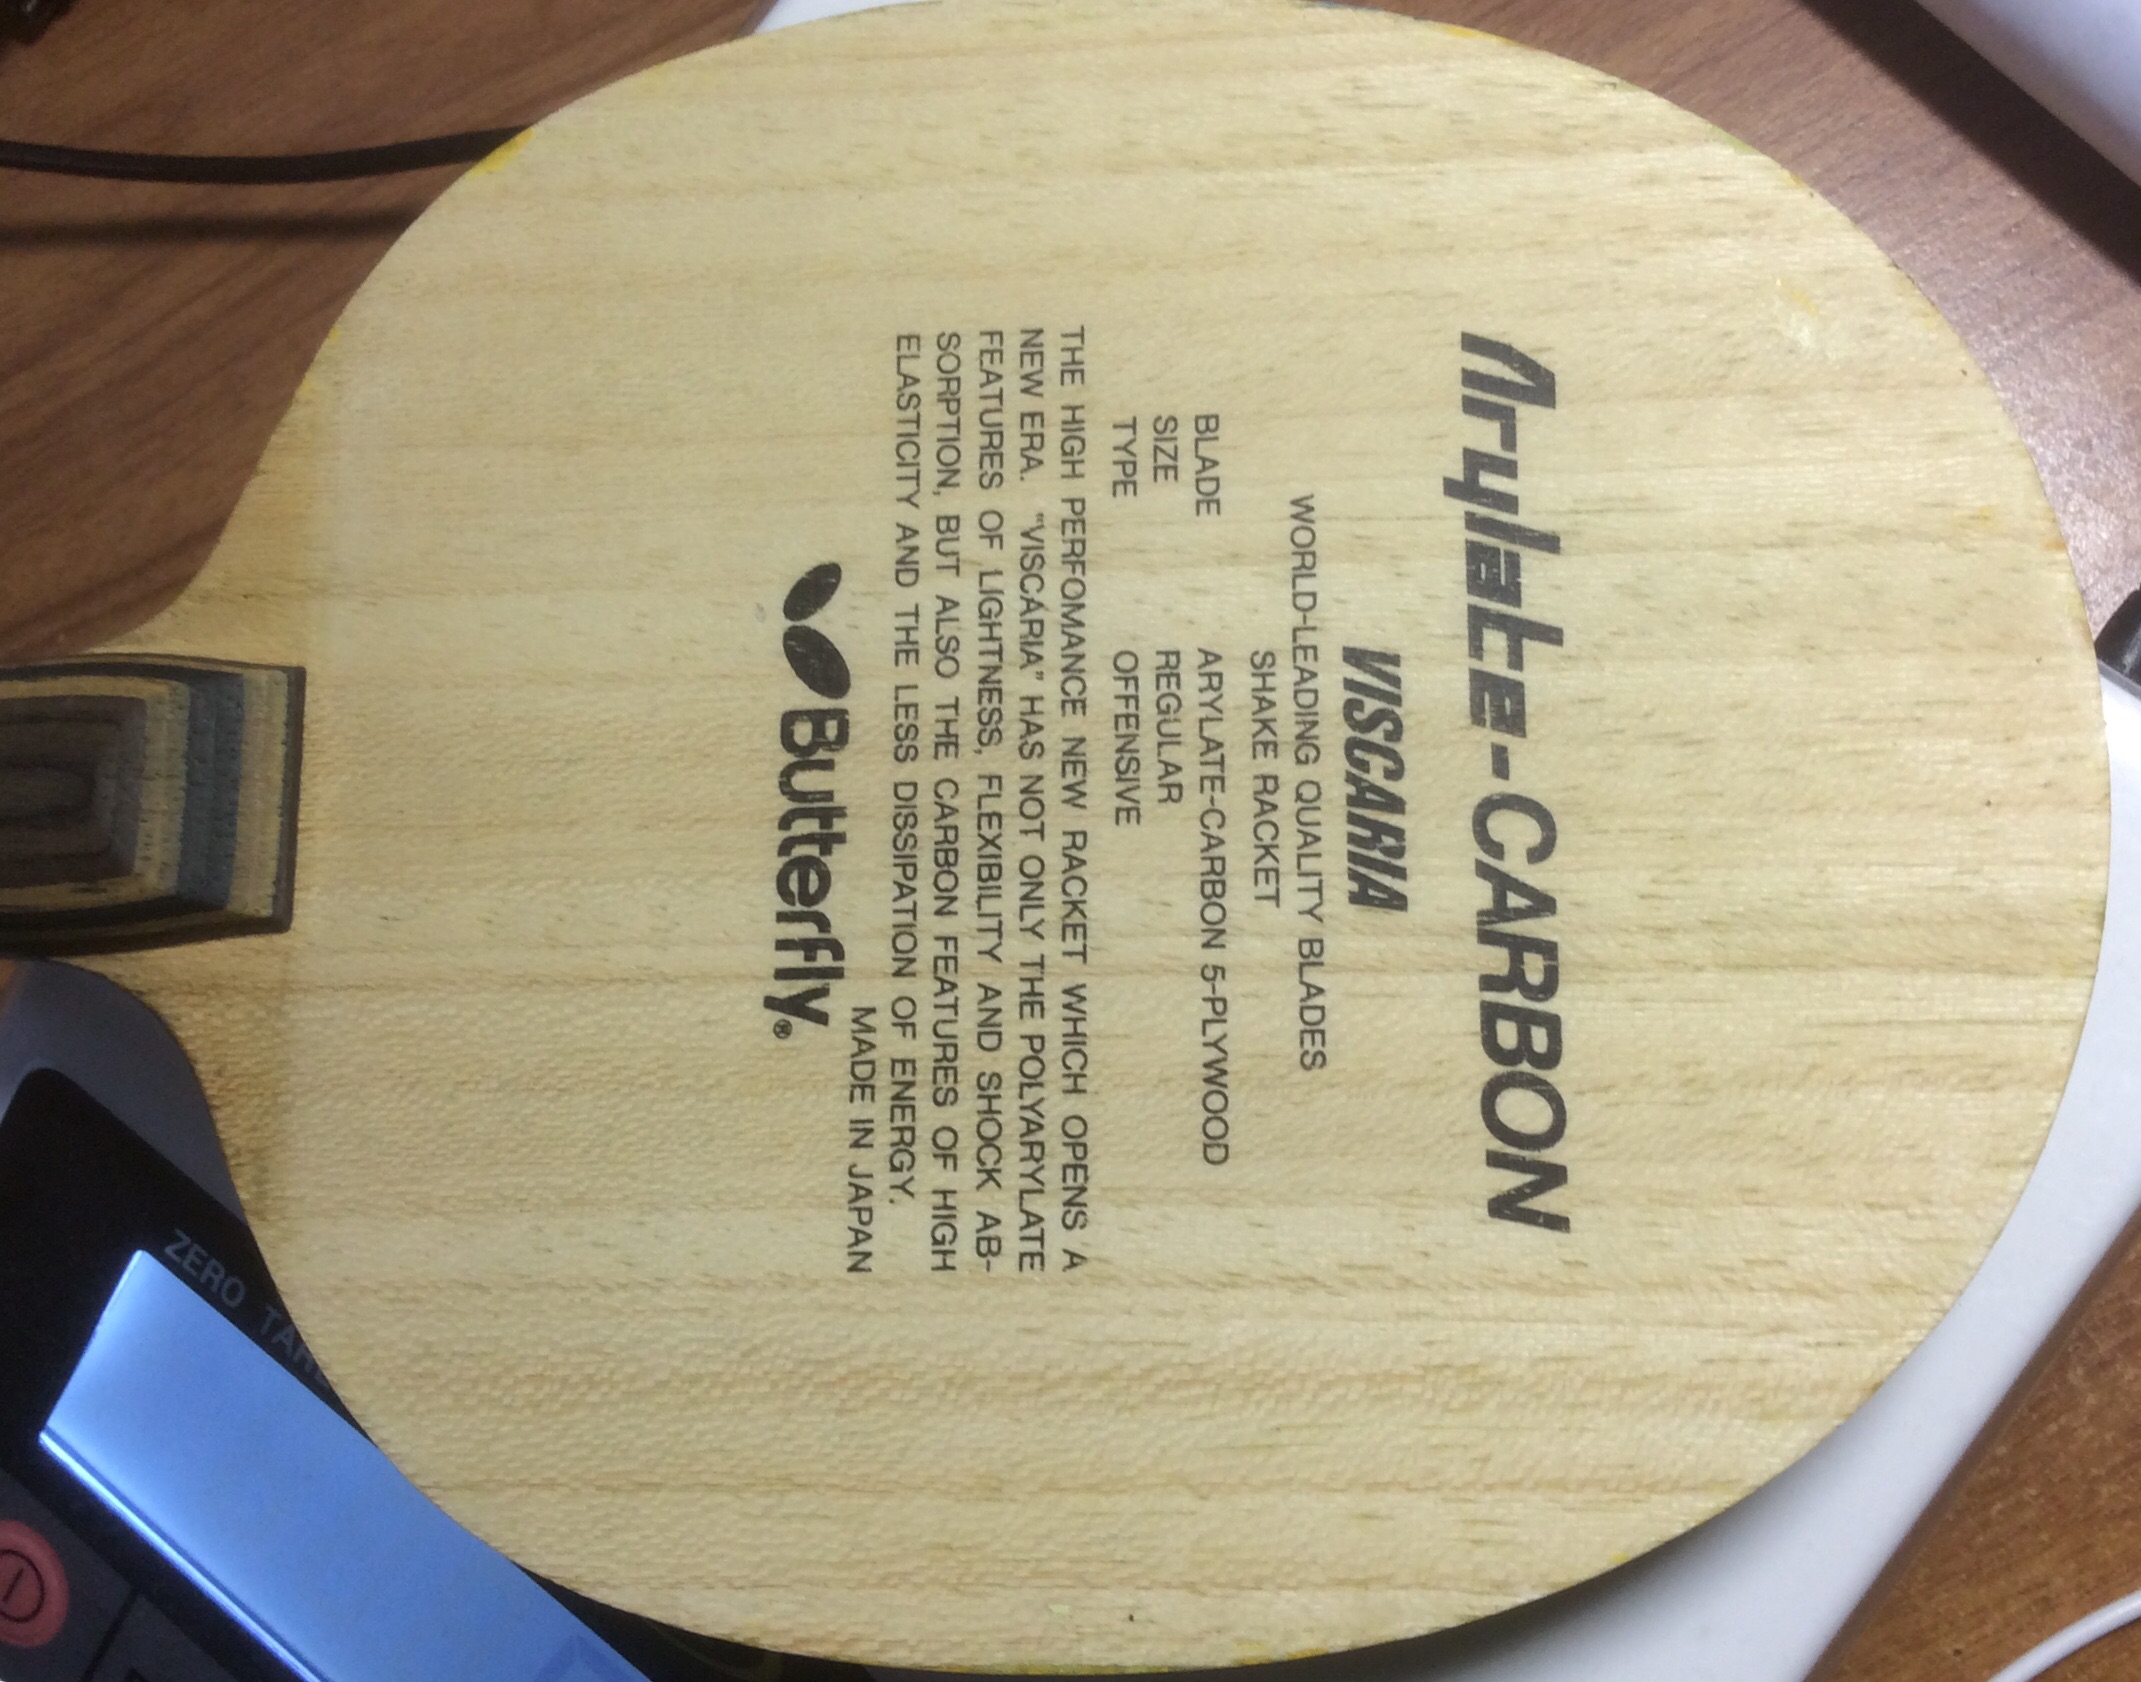 Arylate-CARBON
VISCARIA
WORLD-LEADING QUALITY BLADES
SHAKE RACKET
BLADE ARYLATE-CARBON 5-PLYWOOD
SIZE REGULAR
TYPE OFFENSIVE
THE HIGH PERFOMANCE NEW RACKET WHICH OPENS A
NEW ERA. "VISCARIA" HAS NOT ONLY THE POLYARYLATE
FEATURES OF LIGHTNESS, FLEXIBILITY AND SHOCK AB-
SORPTION, BUT ALSO THE CARBON FEATURES OF HIGH
ELASTICITY AND THE LESS DISSIPATION OF ENERGY.
MADE IN JAPAN
Butterfly®
ZERO